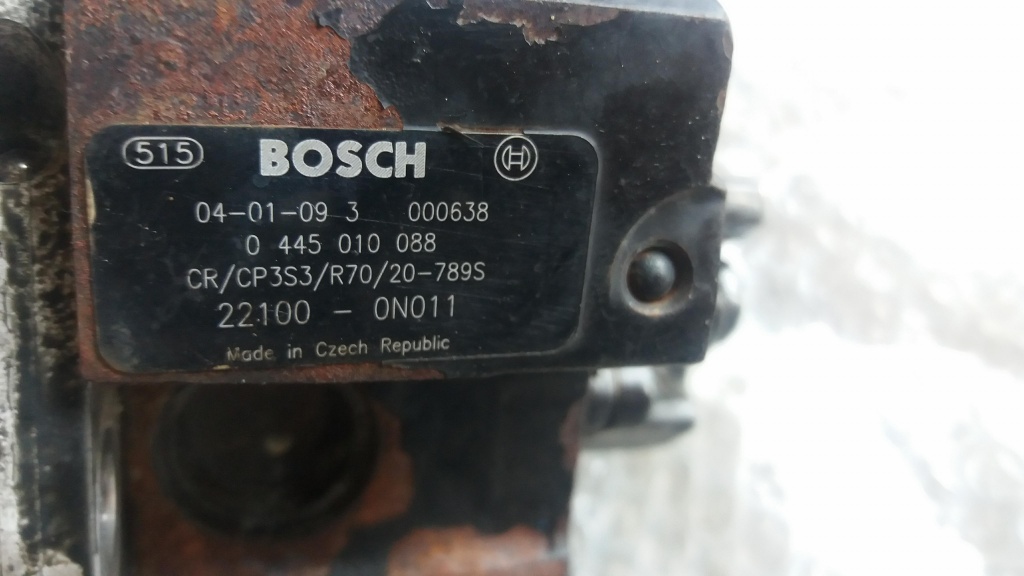 515 BOSCH
04-01-09 3 000638
0 445 010 088
CR/CP3S3/R70/20-789S
22100 - 0N011
Made in Czech Republic